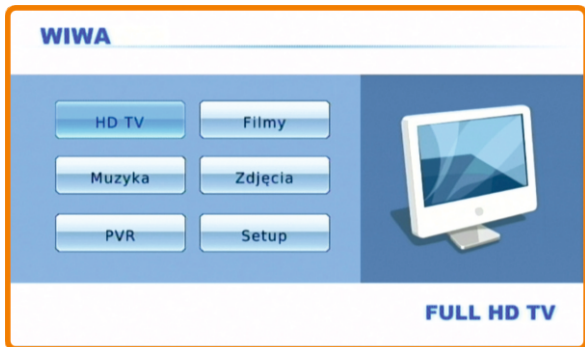 WIWA
HD TV
Filmy
Muzyka
Zdjęcia
PVR
Setup
FULL HD TV